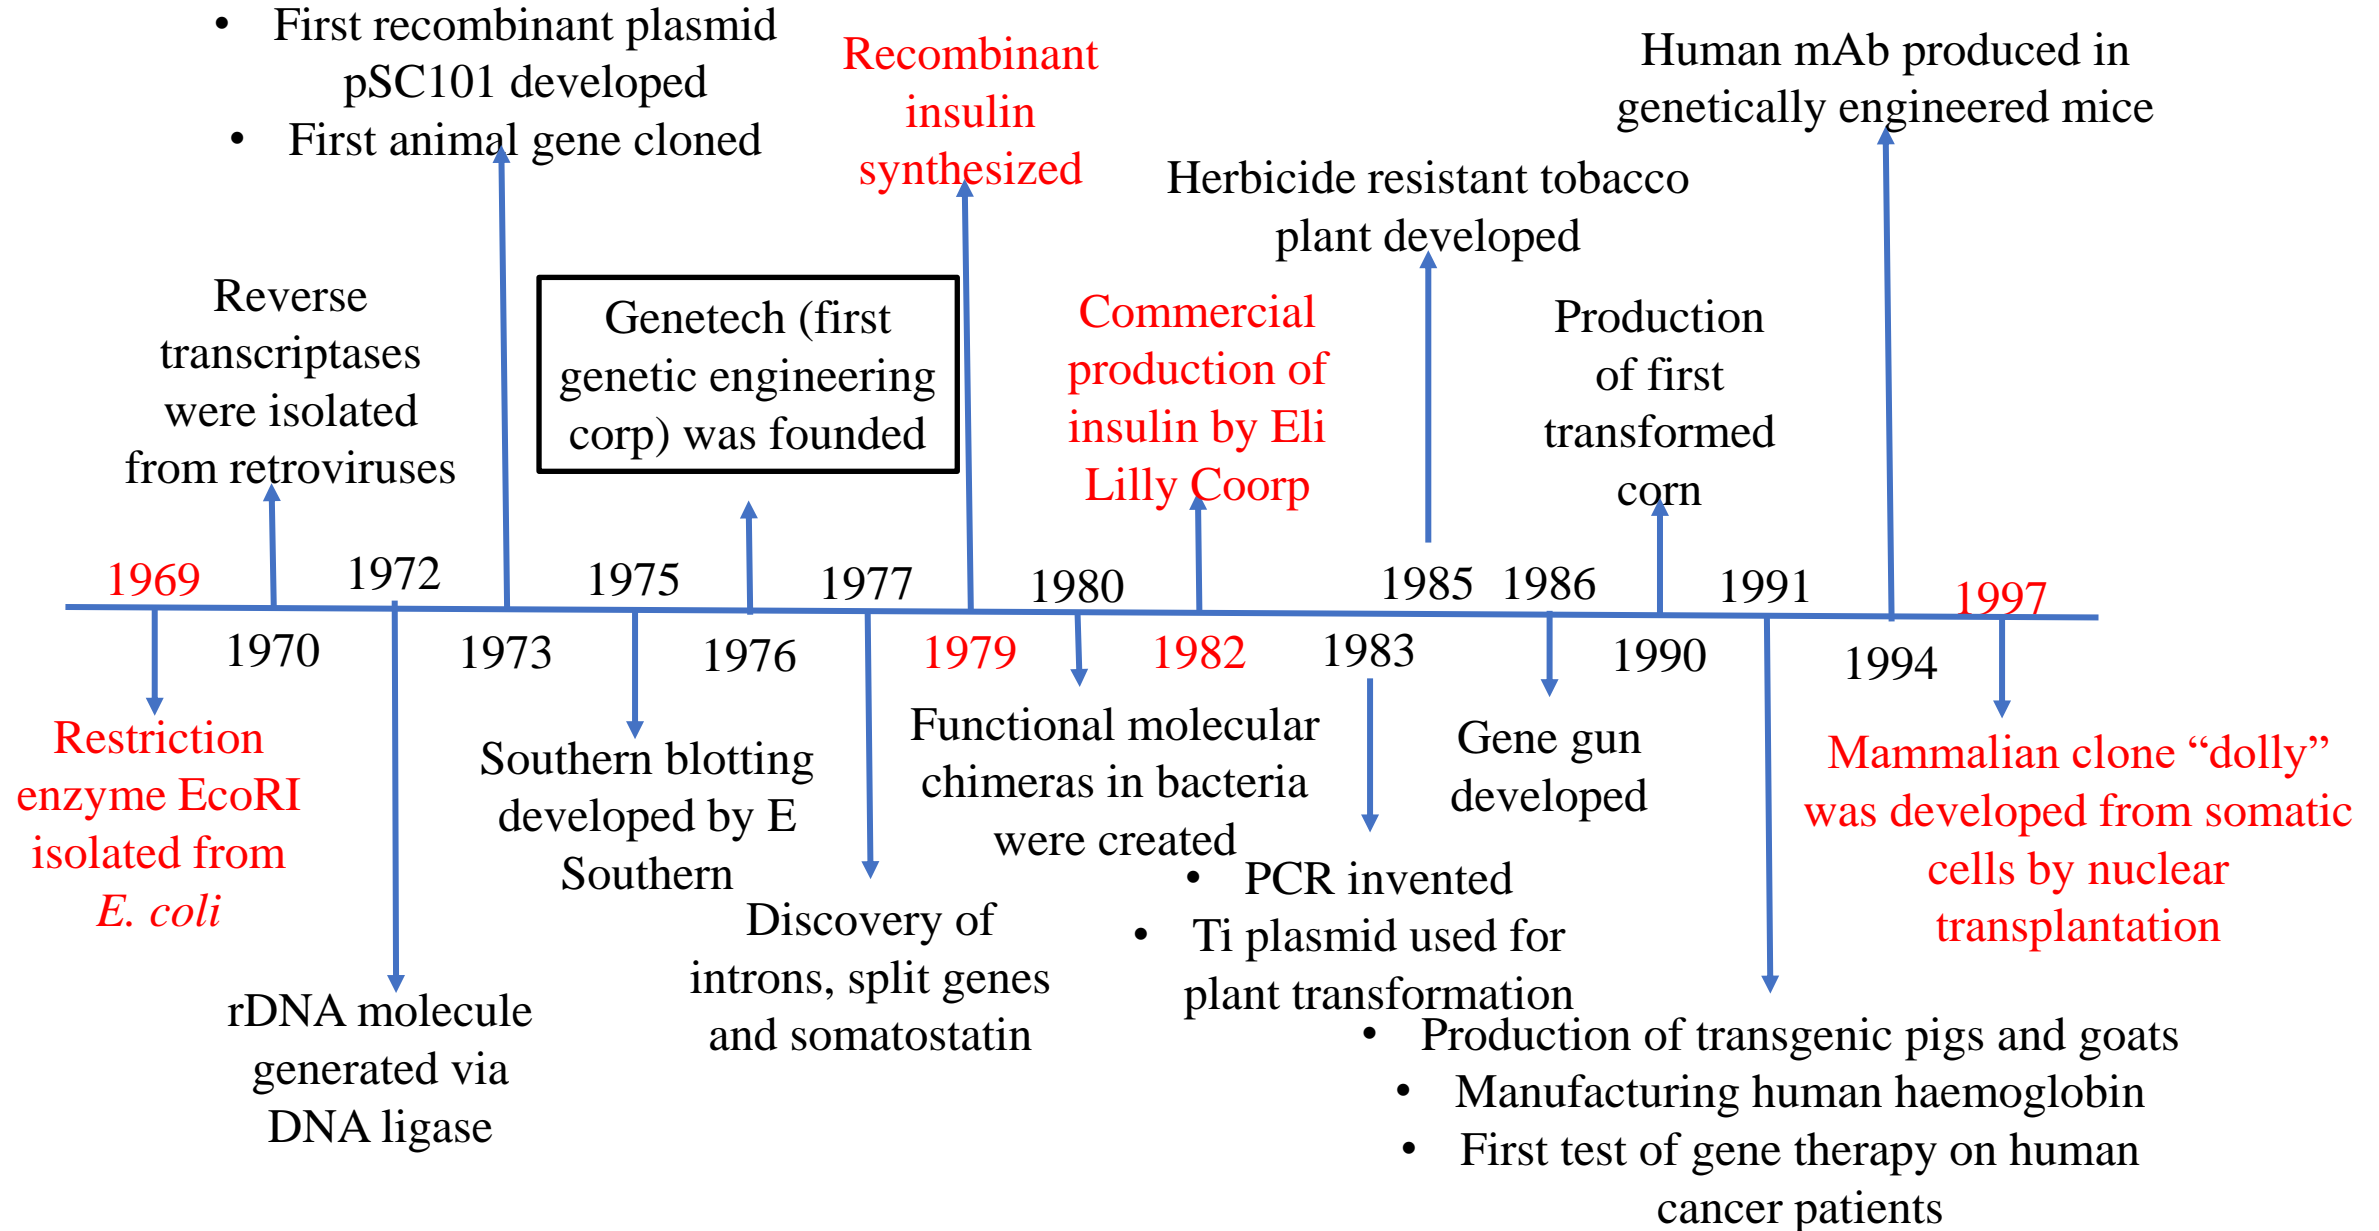 • First recombinant plasmid
pSC101 developed
• First animal gene cloned
Recombinant
insulin
synthesized
Human mAb produced in
genetically engineered mice
Herbicide resistant tobacco
plant developed
Reverse
transcriptases
were isolated
from retroviruses
Genetech (first
genetic engineering
corp) was founded
Commercial
production of
insulin by Eli
Lilly Coorp
Production
of first
transformed
corn
1969
1972
1975
1977
1980
1985
1986
1991
1997
1970
1973
1976
1979
1982
1983
1990
1994
Restriction
enzyme EcoRI
isolated from
E. coli
rDNA molecule
generated via
DNA ligase
Southern blotting
developed by E
Southern
Discovery of
introns, split genes
and somatostatin
Functional molecular
chimeras in bacteria
were created
• PCR invented
• Ti plasmid used for
plant transformation
Gene gun
developed
• Production of transgenic pigs and goats
• Manufacturing human haemoglobin
• First test of gene therapy on human
cancer patients
Mammalian clone “dolly”
was developed from somatic
cells by nuclear
transplantation